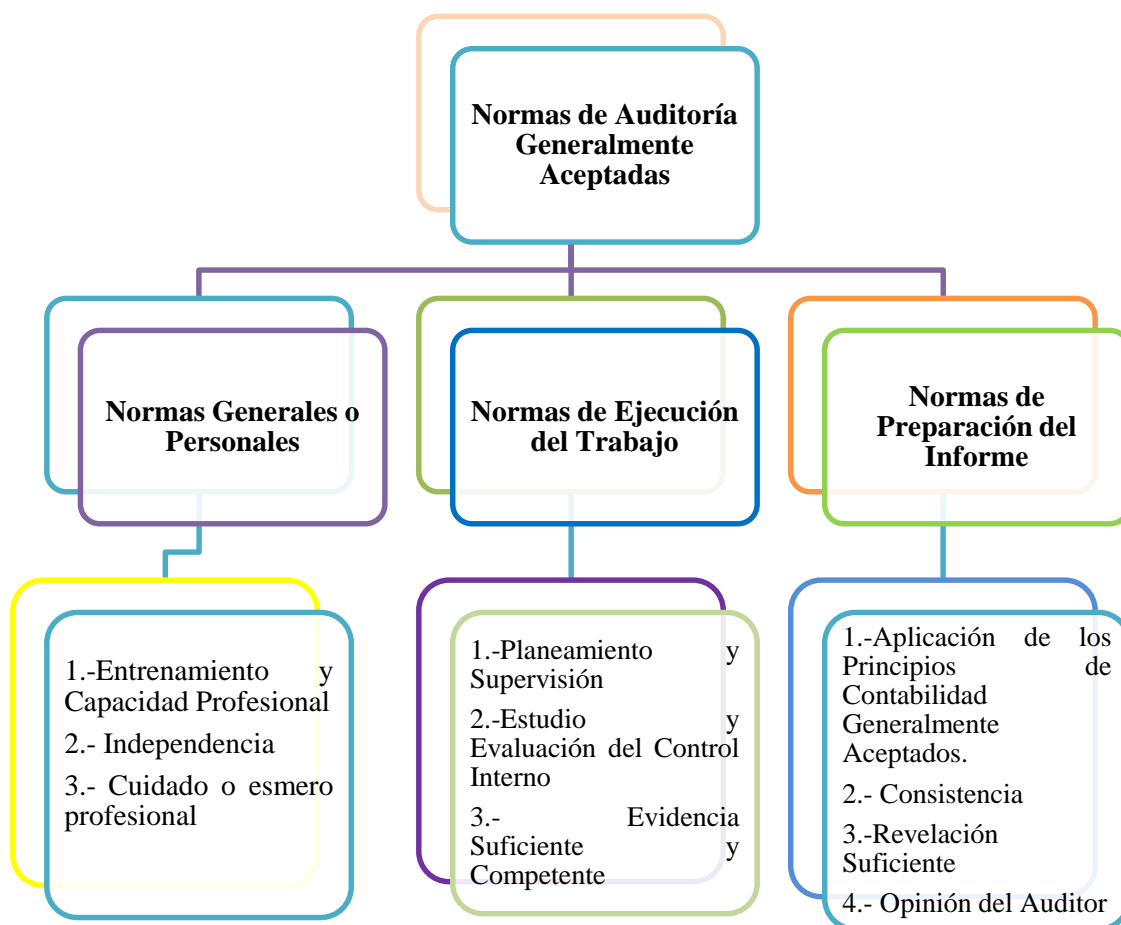 Normas de Auditoría
Generalmente
Aceptadas
Normas Generales o
Personales
Normas de Ejecución
del Trabajo
Normas de
Preparación del
Informe
1.-Entrenamiento y
Capacidad Profesional
2.- Independencia
3.- Cuidado o esmero
profesional
1.-Planeamiento y
Supervisión
2.-Estudio y
Evaluación del Control
Interno
3.- Evidencia
Suficiente y
Competente
1.-Aplicación de los
Principios de
Contabilidad
Generalmente
Aceptados.
2.- Consistencia
3.-Revelación
Suficiente
4.- Opinión del Auditor